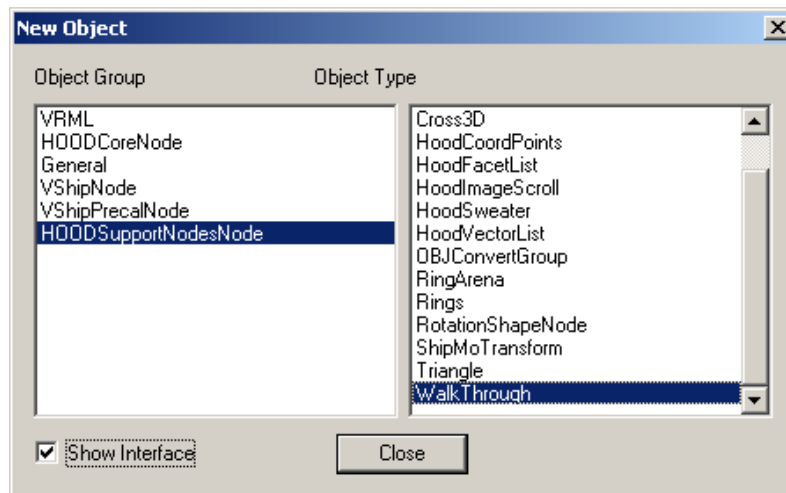 New Object
Object Group Object Type
VRML
HOODCoreNode
General
VShipNode
VShipPrecalNode
HOODSupportNodesNode
Cross3D
HoodCoordPoints
HoodFacetList
HoodImageScroll
HoodSweater
HoodVectorList
OBJConvertGroup
RingArena
Rings
RotationShapeNode
ShipMoTransform
Triangle
WalkThrough
Show Interface
Close